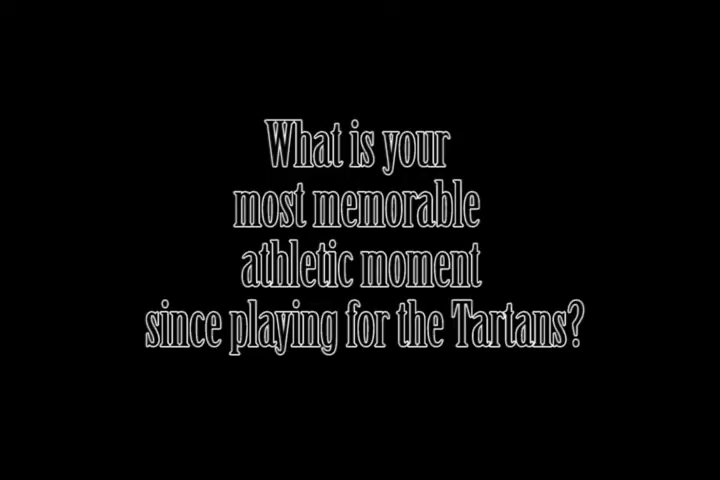 What is your
most memorable
athletic moment
since playing for the Tartans?